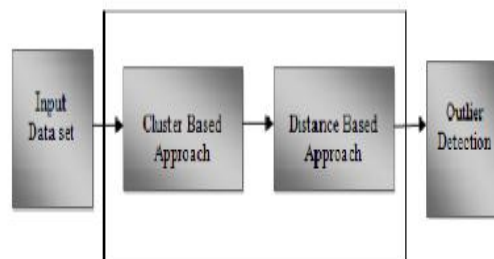 Input
Data set
Cluster Based
Approach
Distance Based
Approach
Outlier
Detection